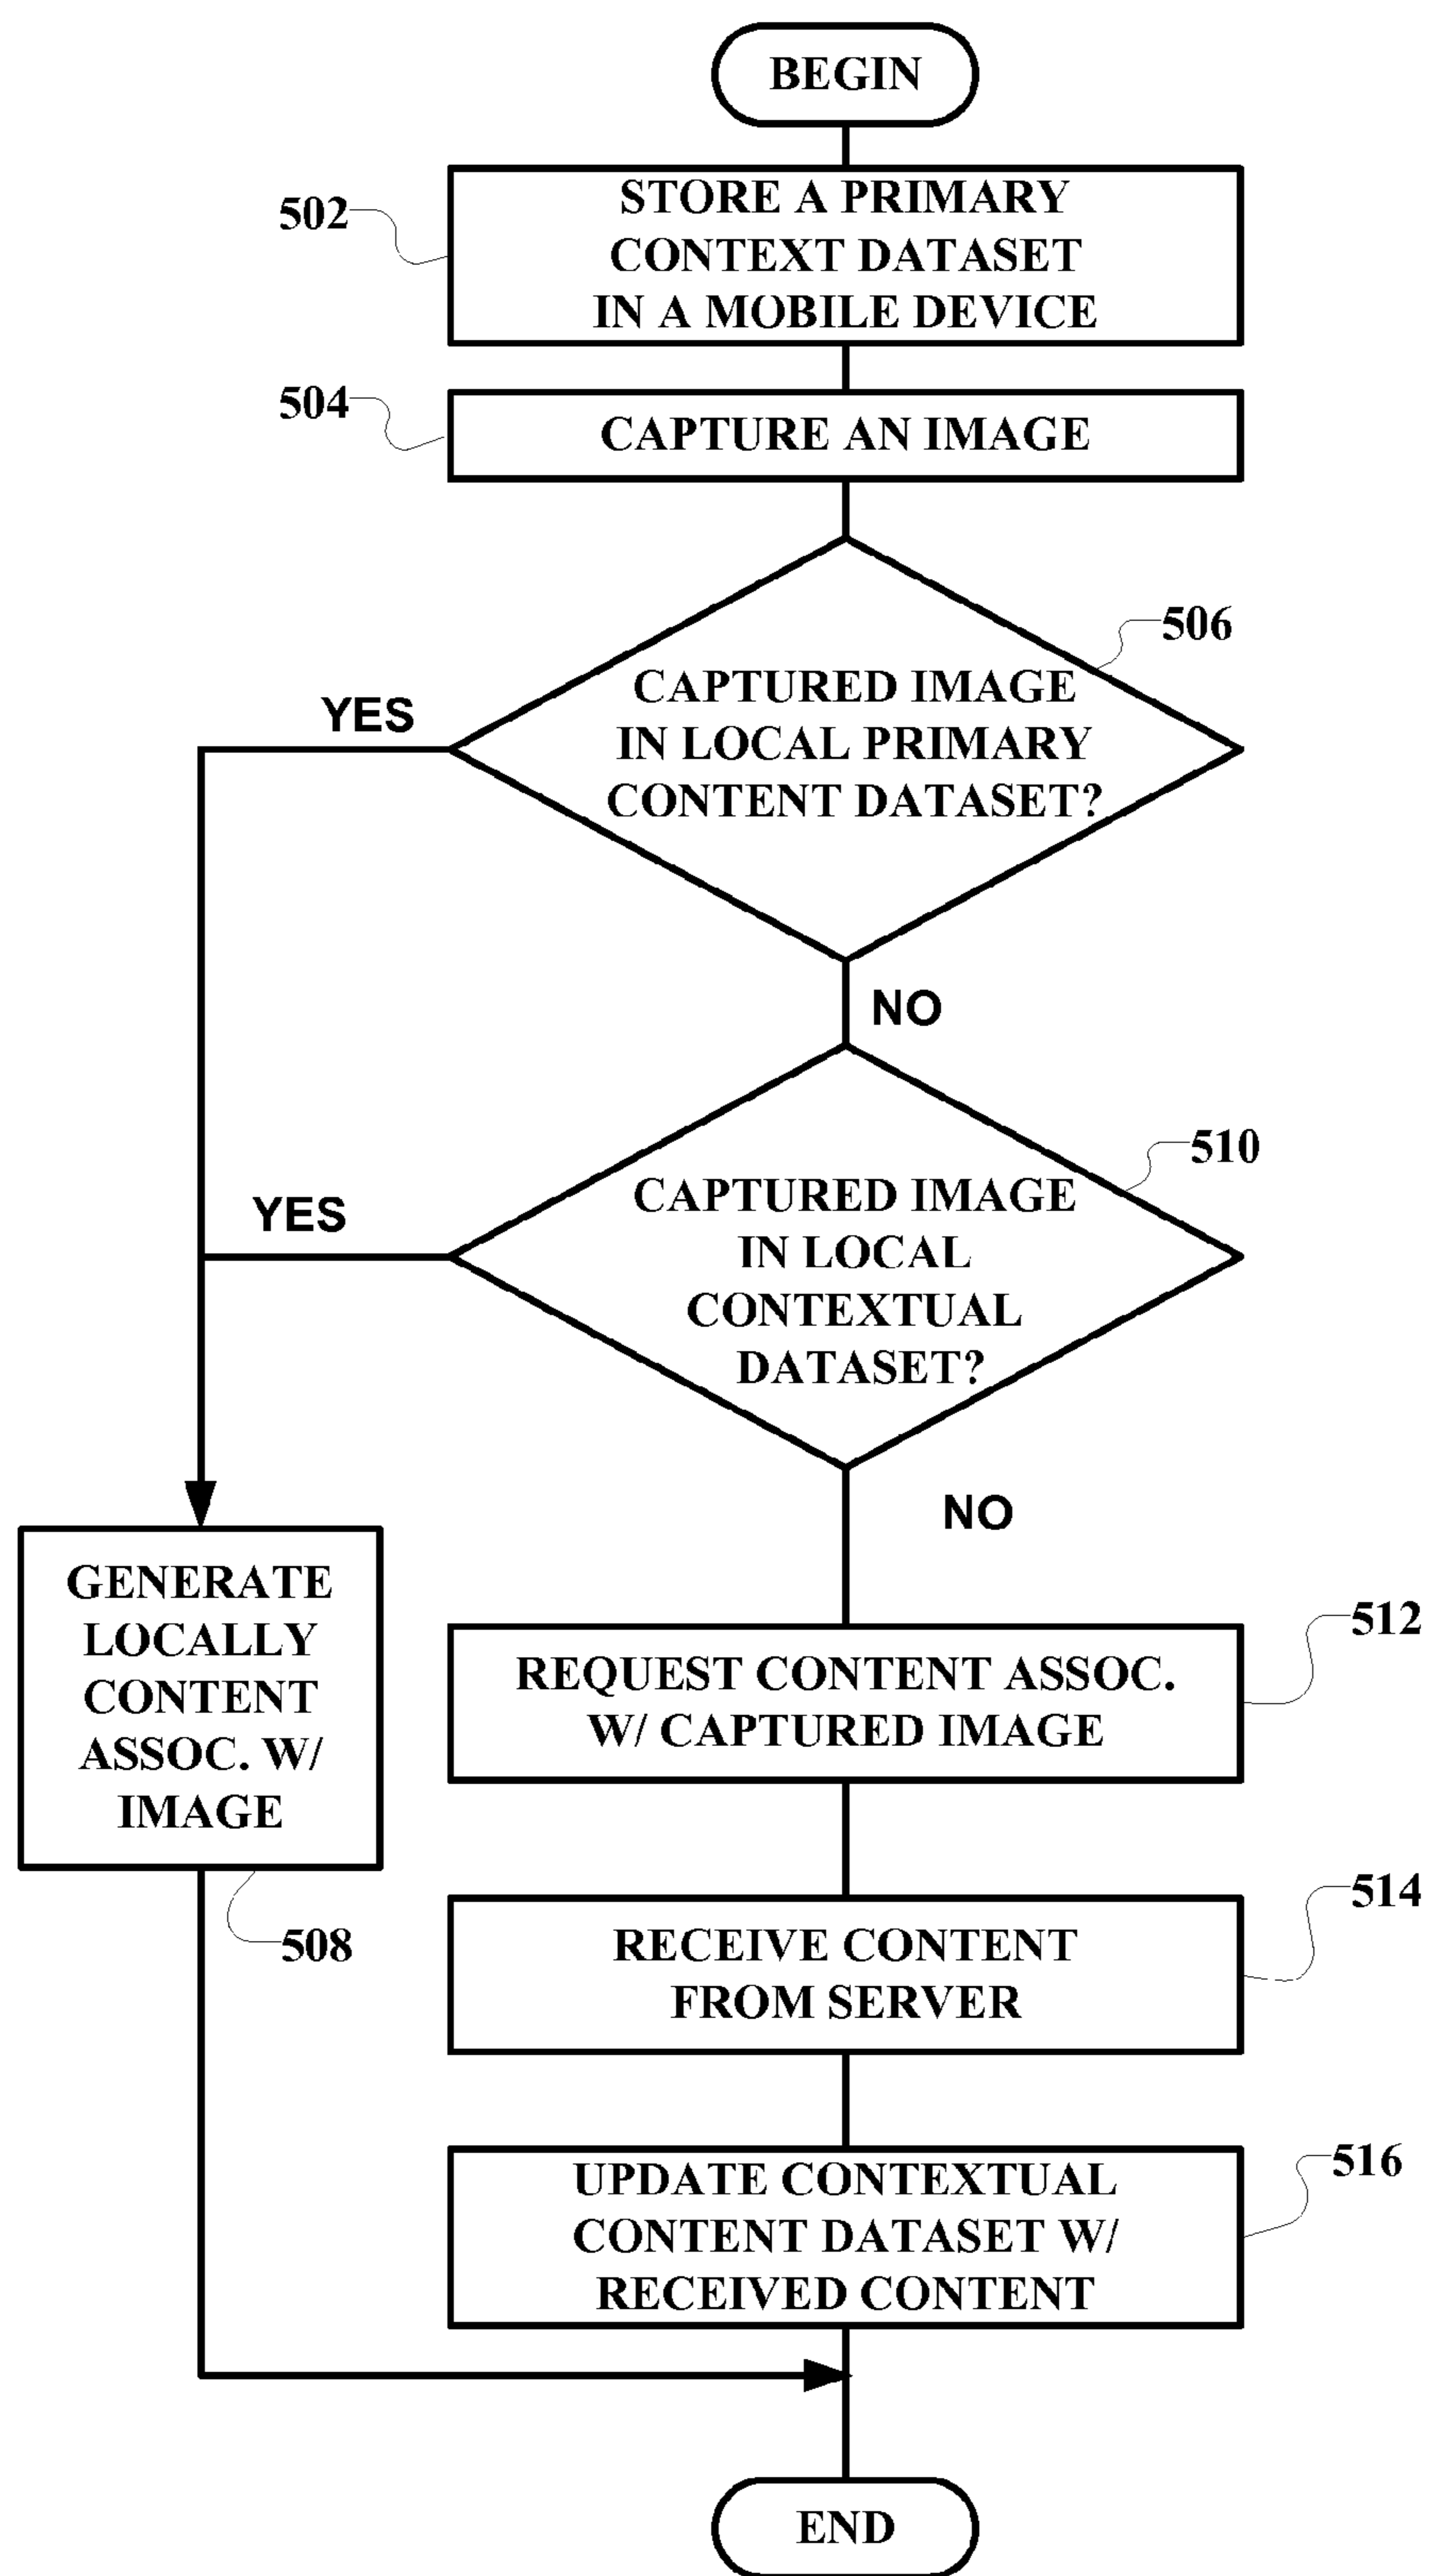 BEGIN
502
STORE A PRIMARY
CONTEXT DATASET
IN A MOBILE DEVICE
504
CAPTURE AN IMAGE
506
CAPTURED IMAGE
IN LOCAL PRIMARY
CONTENT DATASET?
YES
NO
510
CAPTURED IMAGE
IN LOCAL
CONTEXTUAL
DATASET?
YES
NO
GENERATE
LOCALLY
CONTENT
ASSOC. W/
IMAGE
508
512
REQUEST CONTENT ASSOC.
W/ CAPTURED IMAGE
514
RECEIVE CONTENT
FROM SERVER
516
UPDATE CONTEXTUAL
CONTENT DATASET W/
RECEIVED CONTENT
END